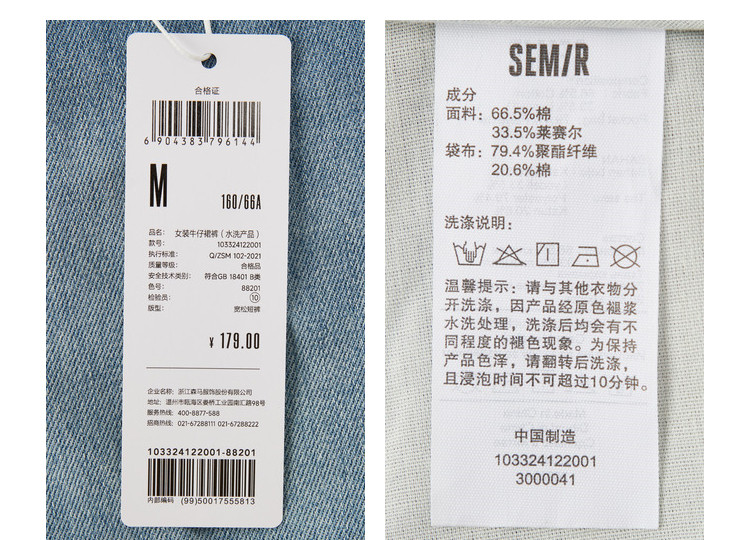 合格证
6904383796144
M
160/66A
品名: 女装牛仔裙裤(水洗产品)
款号: 103324122001
执行标准: Q/ZSM 102-2021
质量等级: 合格品
安全技术类别: 符合GB 18401 B类
色号: 88201
检验员: ⑩
版型: 宽松短裤
¥ 179.00
企业名称: 浙江森马服饰股份有限公司
地址: 温州市瓯海区娄桥工业园南汇路98号
服务热线: 400-8877-588
招商热线: 021-67288111 021-67288222
103324122001-88201
内部编码 (99)50017555813
SEM/R
成分
面料: 66.5%棉
33.5%莱赛尔
袋布: 79.4%聚酯纤维
20.6%棉
洗涤说明:
温馨提示: 请与其他衣物分
开洗涤, 因产品经原色褪浆
水洗处理, 洗涤后均会有不
同程度的褪色现象。为保持
产品色泽, 请翻转后洗涤,
且浸泡时间不可超过10分钟。
中国制造
103324122001
3000041